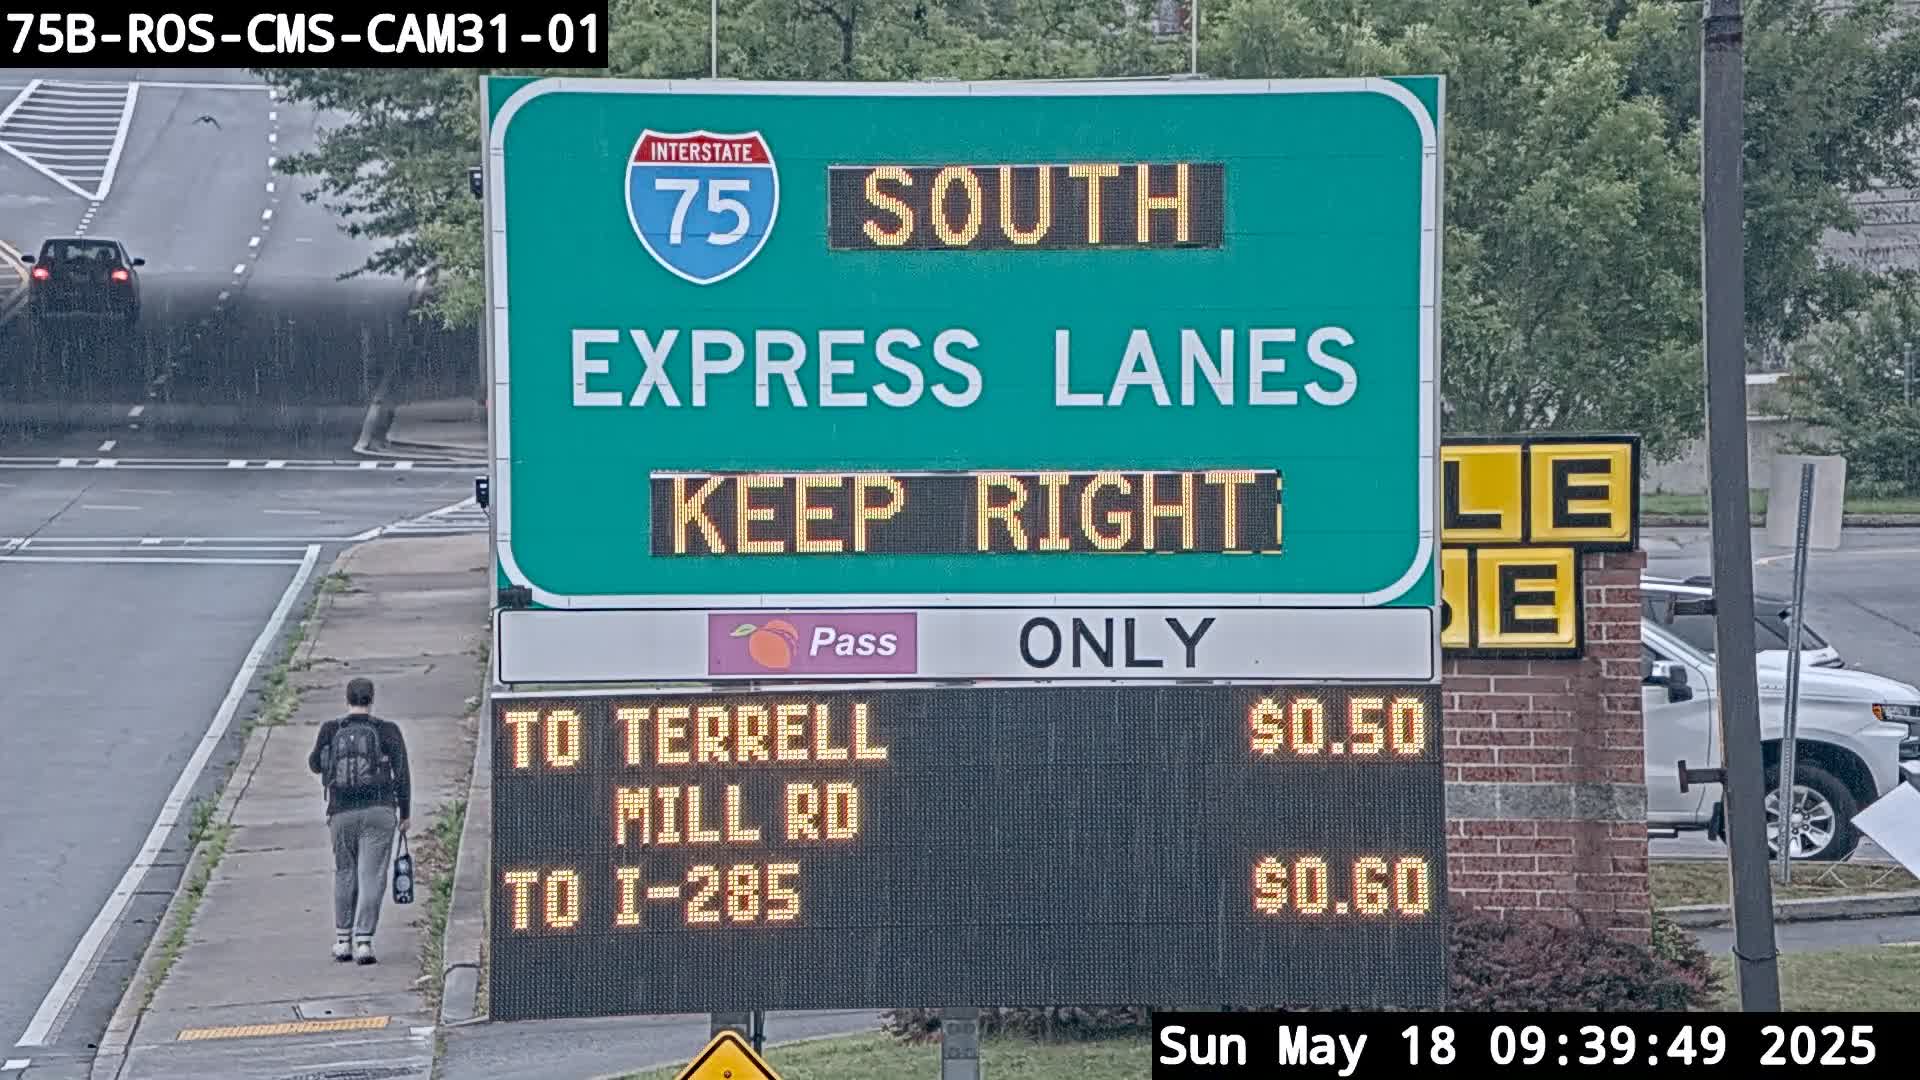 75B-ROS-CMS-CAM31-01
INTERSTATE
75
SOUTH
EXPRESS LANES
KEEP RIGHT
Pass ONLY
TO TERRELL $0.50
MILL RD
TO I-285 $0.60
LE
E
Sun May 18 09:39:49 2025